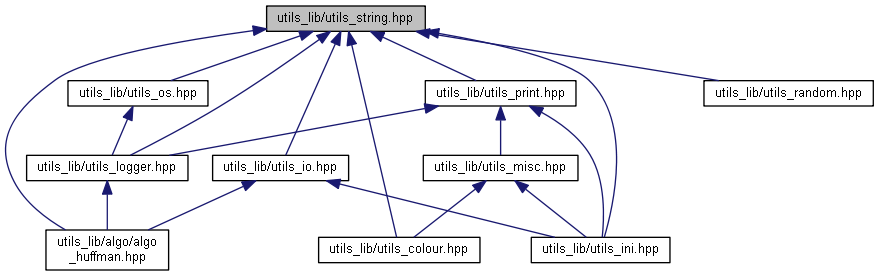 utils_lib/utils_string.hpp
utils_lib/utils_os.hpp
utils_lib/utils_print.hpp
utils_lib/utils_random.hpp
utils_lib/utils_logger.hpp
utils_lib/utils_io.hpp
utils_lib/utils_misc.hpp
utils_lib/algo/algo
_huffman.hpp
utils_lib/utils_colour.hpp
utils_lib/utils_ini.hpp